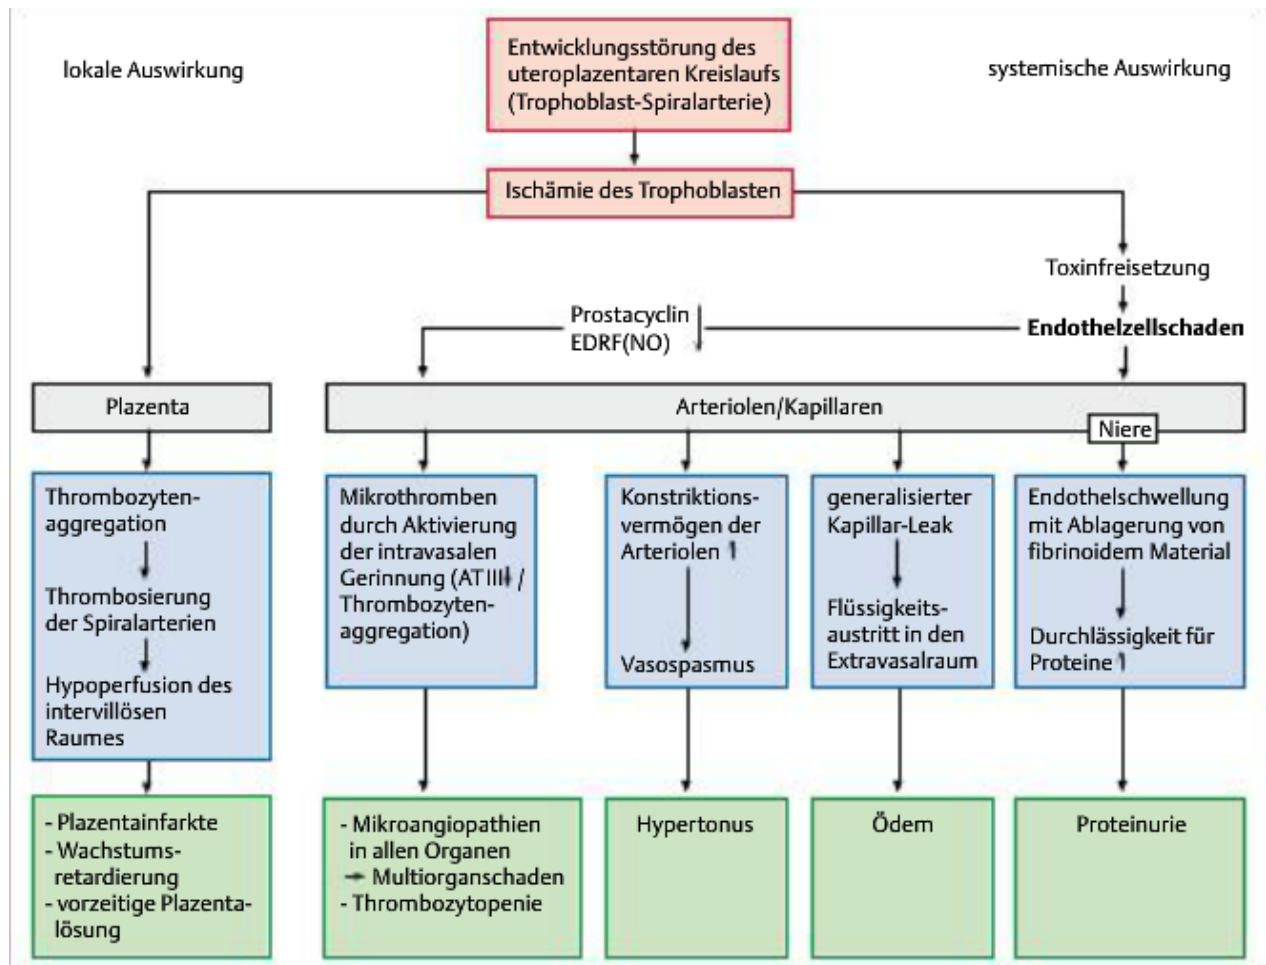 lokale Auswirkung
Entwicklungsstörung des
uteroplazentaren Kreislaufs
(Trophoblast-Spiralarterie)
systemische Auswirkung
Ischämie des Trophoblasten
Toxinfreisetzung
Prostacyclin
EDRF(NO)
Endothelzellschaden
Plazenta
Arteriolen/Kapillaren
Niere
Thrombozyten-
aggregation
Thrombosierung
der Spiralarterien
Hypoperfusion des
intervillösen
Raumes
Mikrothromben
durch Aktivierung
der intravasalen
Gerinnung (AT III↓ /
Thrombozyten-
aggregation)
Konstriktions-
vermögen der
Arteriolen ↑
Vasospasmus
generalisierter
Kapillar-Leak
Flüssigkeits-
austritt in den
Extravasalraum
Endothelschwellung
mit Ablagerung von
fibrinoidem Material
Durchlässigkeit für
Proteine ↑
- Plazentainfarkte
- Wachstums-
retardierung
- vorzeitige Plazenta-
lösung
- Mikroangiopathien
in allen Organen
→ Multiorganschaden
- Thrombozytopenie
Hypertonus
Ödem
Proteinurie